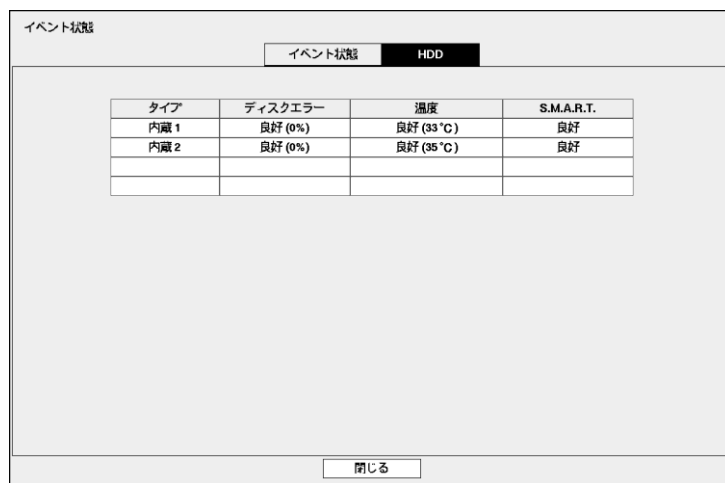 イベント状態
イベント状態 HDD
タイプ ディスクエラー 温度 S.M.A.R.T.
内蔵 1 良好 (0%) 良好 (33˚C) 良好
内蔵 2 良好 (0%) 良好 (35˚C) 良好
閉じる